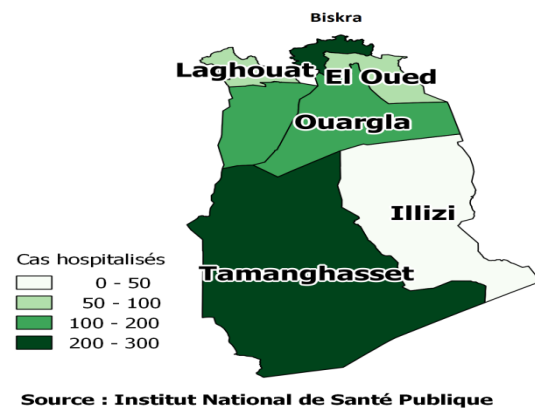 Biskra
Laghouat
El Oued
Ouargla
Illizi
Tamanghasset
Cas hospitalisés
0 - 50
50 - 100
100 - 200
200 - 300
Source : Institut National de Santé Publique